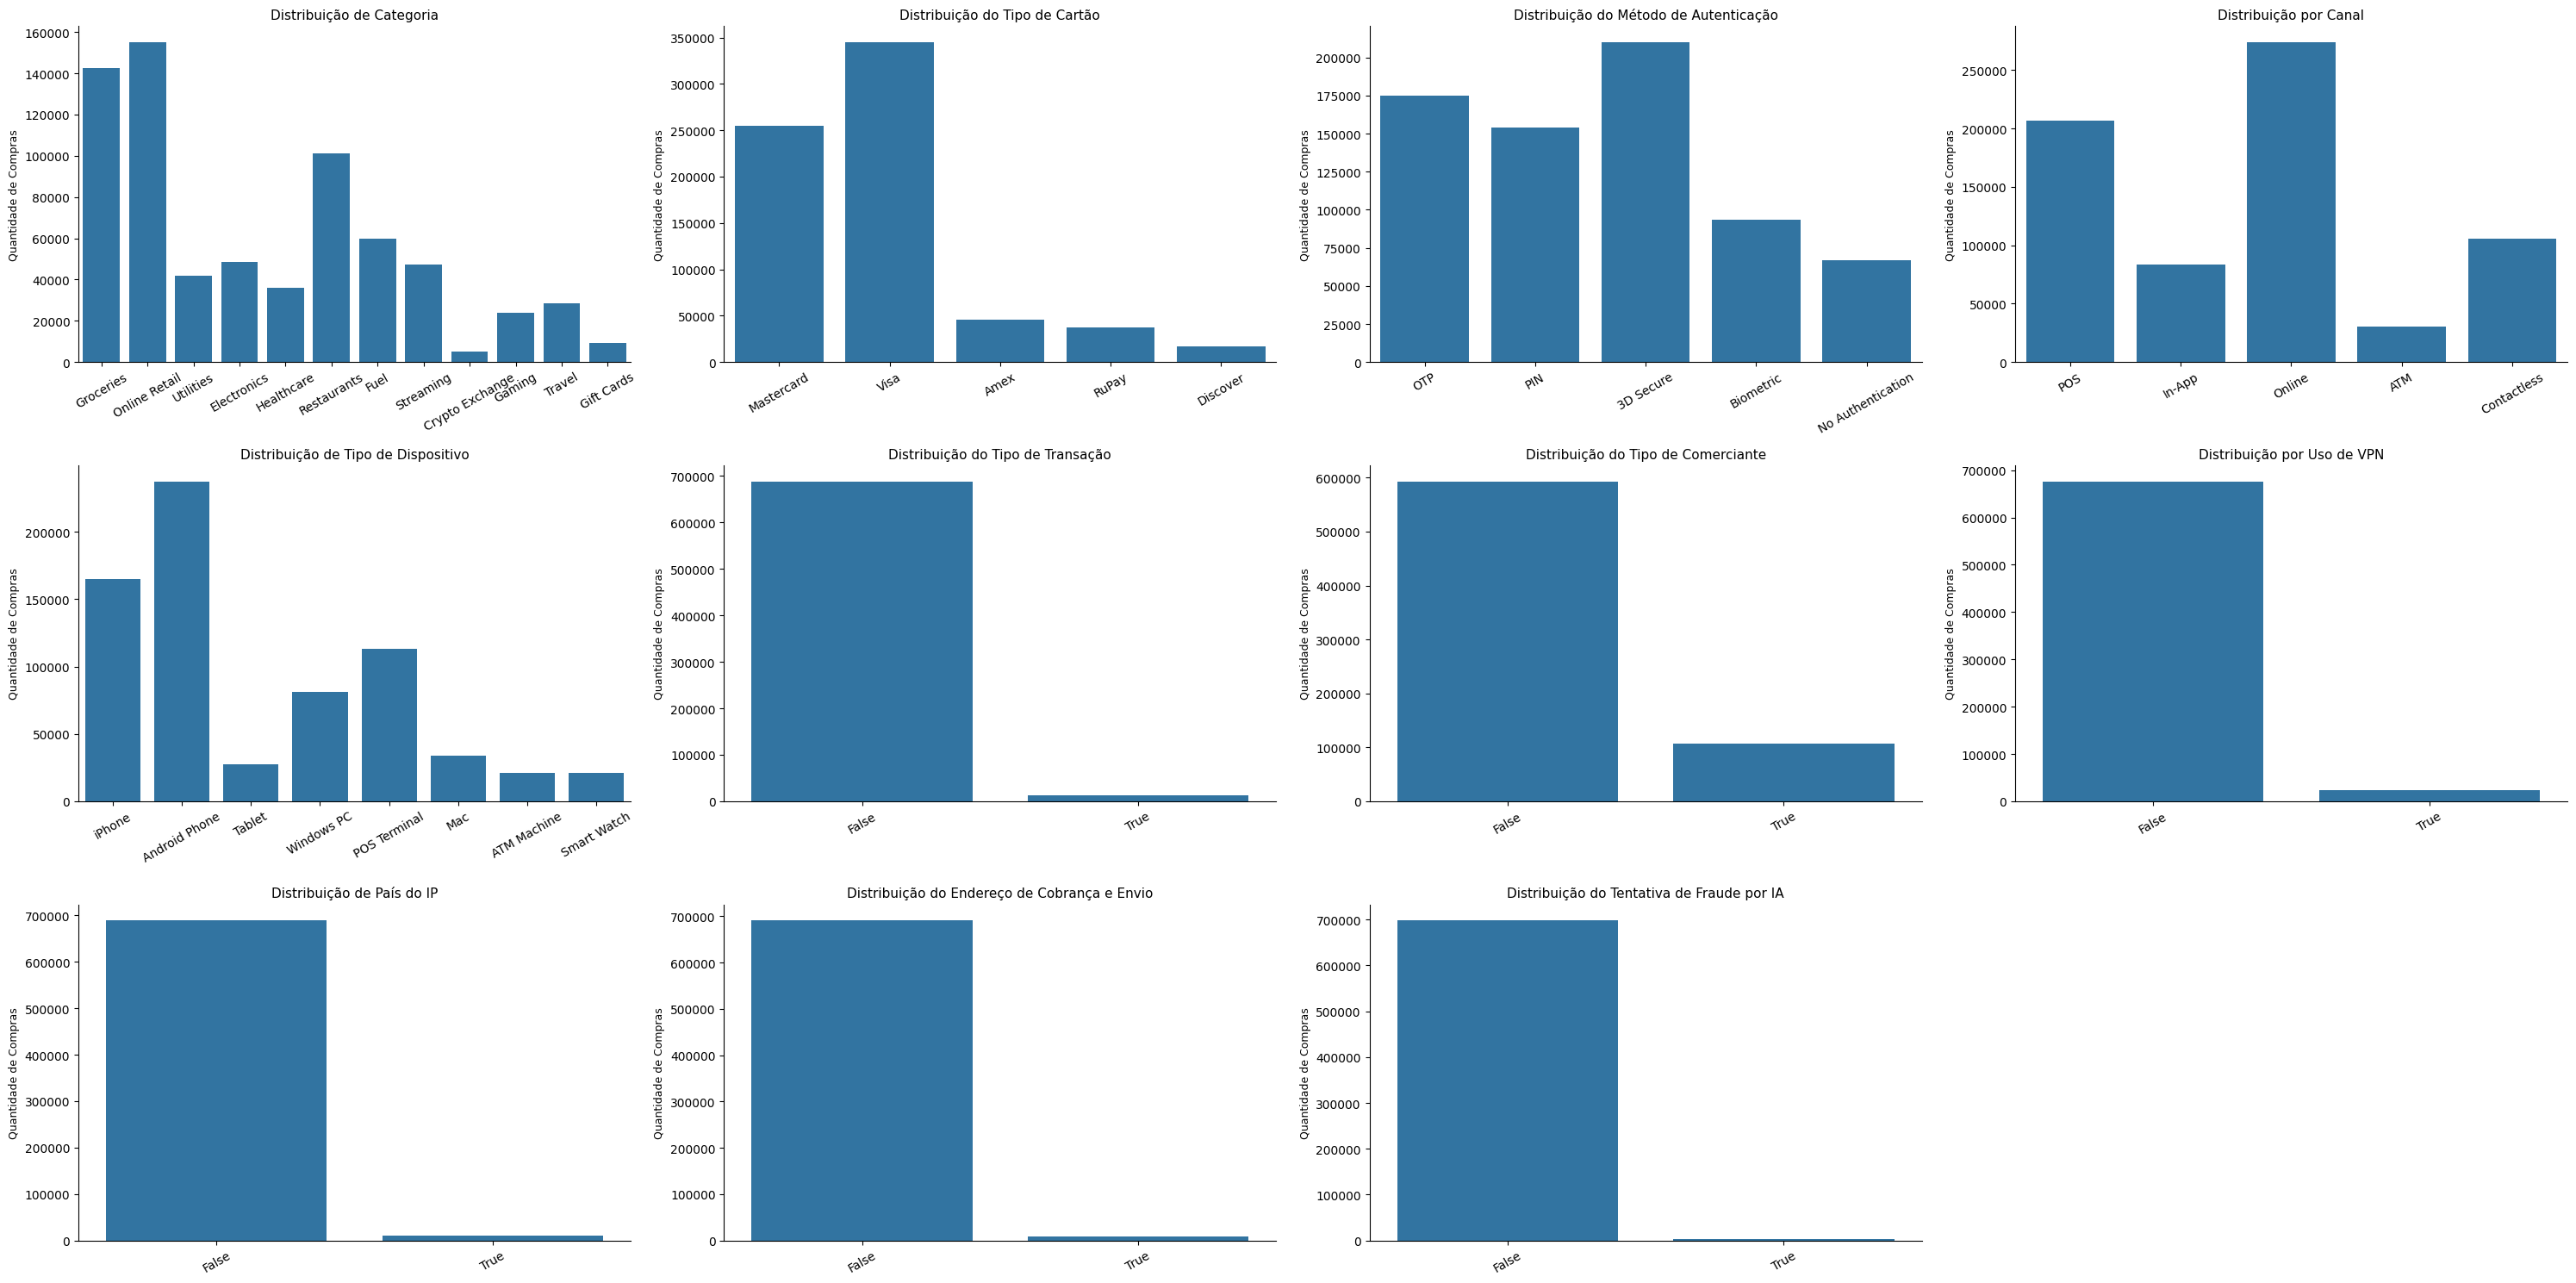 Distribuição de Categoria
Quantidade de Compras
160000
140000
120000
100000
80000
60000
40000
20000
0
Groceries
Online Retail
Utilities
Electronics
Healthcare
Restaurants
Fuel
Streaming
Crypto Exchange
Gaming
Travel
Gift Cards
Distribuição do Tipo de Cartão
Quantidade de Compras
350000
300000
250000
200000
150000
100000
50000
0
Mastercard
Visa
Amex
RuPay
Discover
Distribuição do Método de Autenticação
Quantidade de Compras
200000
175000
150000
125000
100000
75000
50000
25000
0
OTP
PIN
3D Secure
Biometric
No Authentication
Distribuição por Canal
Quantidade de Compras
250000
200000
150000
100000
50000
0
POS
In-App
Online
ATM
Contactless
Distribuição de Tipo de Dispositivo
Quantidade de Compras
200000
150000
100000
50000
0
iPhone
Android Phone
Tablet
Windows PC
POS Terminal
Mac
ATM Machine
Smart Watch
Distribuição do Tipo de Transação
Quantidade de Compras
700000
600000
500000
400000
300000
200000
100000
0
False
True
Distribuição do Tipo de Comerciante
Quantidade de Compras
600000
500000
400000
300000
200000
100000
0
False
True
Distribuição por Uso de VPN
Quantidade de Compras
700000
600000
500000
400000
300000
200000
100000
0
False
True
Distribuição de País do IP
Quantidade de Compras
700000
600000
500000
400000
300000
200000
100000
0
False
True
Distribuição do Endereço de Cobrança e Envio
Quantidade de Compras
700000
600000
500000
400000
300000
200000
100000
0
False
True
Distribuição do Tentativa de Fraude por IA
Quantidade de Compras
700000
600000
500000
400000
300000
200000
100000
0
False
True